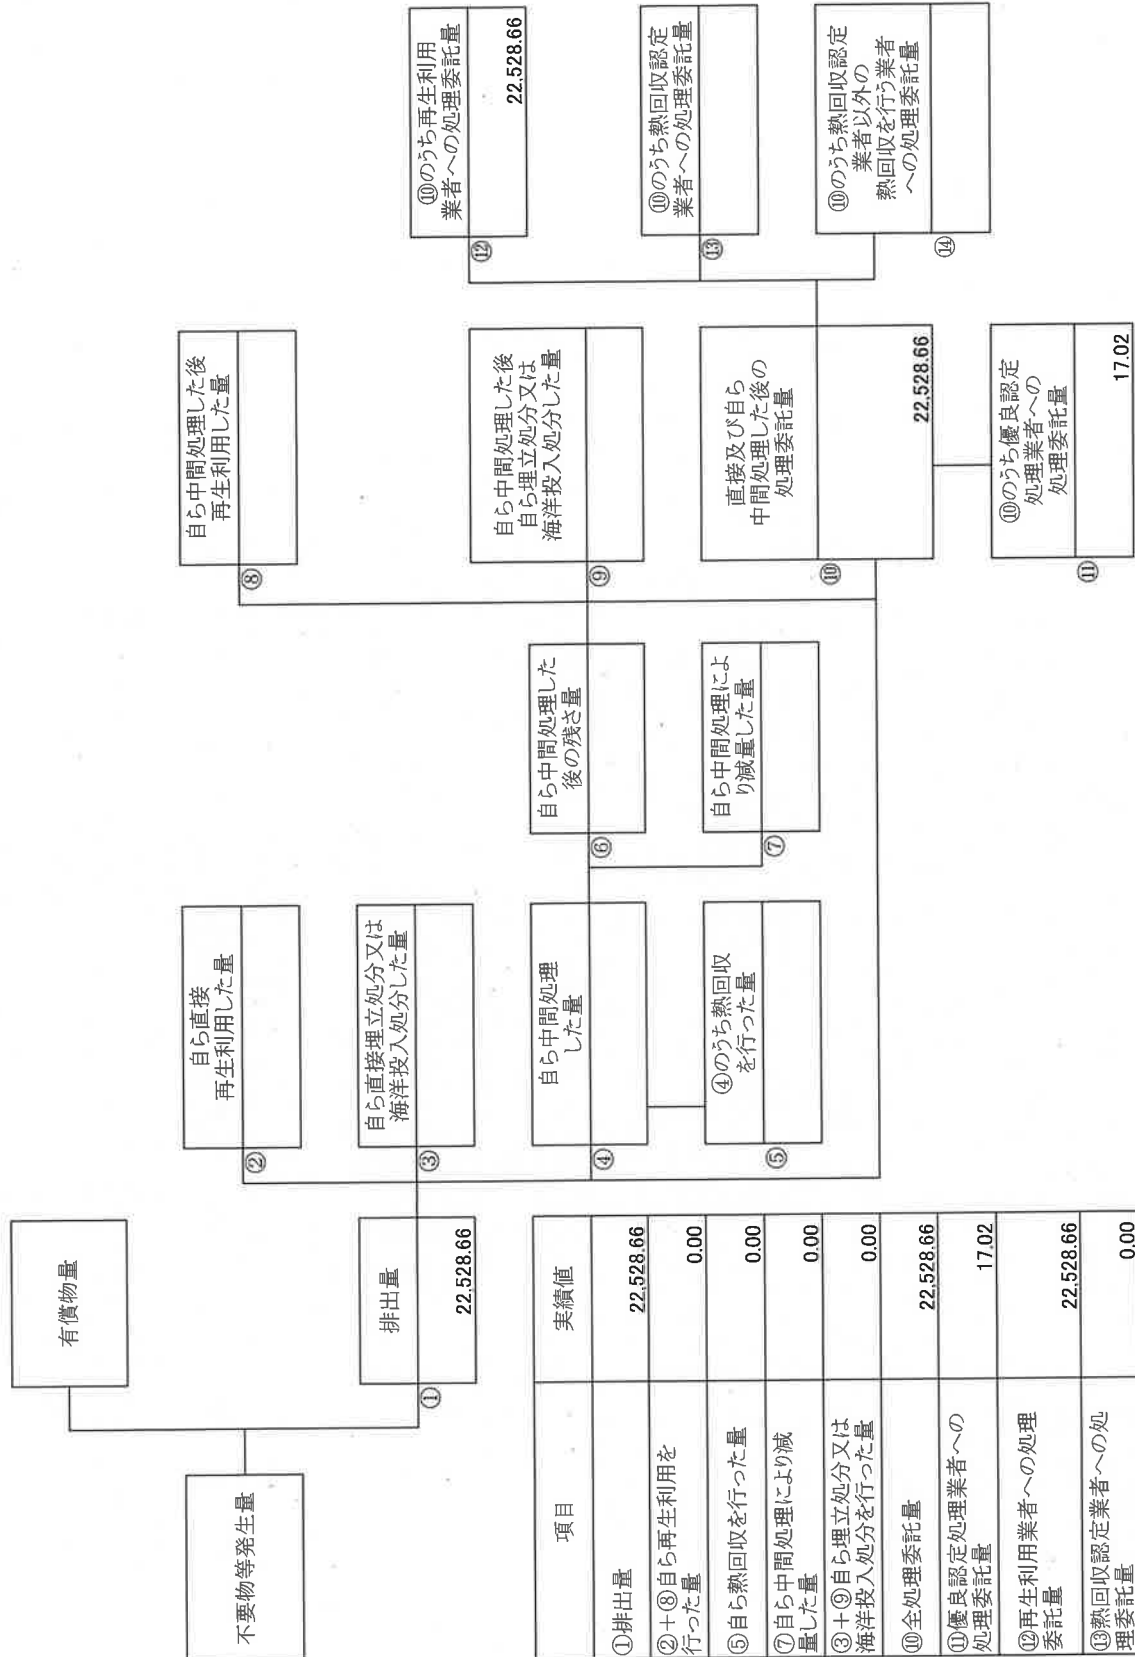 不要物等発生量
有償物量
排出量
①
22,528.66
自ら直接
再生利用した量
②
自ら直接埋立処分又は
海洋投入処分した量
③
自ら中間処理
した量
④
④のうち熱回収
を行った量
⑤
自ら中間処理した
後の残さ量
⑥
自ら中間処理によ
り減量した量
⑦
自ら中間処理した後
再生利用した量
⑧
自ら中間処理した後
自ら埋立処分又は
海洋投入処分した量
⑨
直接及び自ら
中間処理した後の
処理委託量
⑩
22,528.66
⑩のうち優良認定
処理業者への
処理委託量
⑪
17.02
⑩のうち再生利用
業者への処理委託量
⑫
22,528.66
⑩のうち熱回収認定
業者への処理委託量
⑬
⑩のうち熱回収認定
業者以外の
熱回収を行う業者
への処理委託量
⑭
項目 実績値
①排出量 22,528.66
②+⑧自ら再生利用を
行った量 0.00
⑤自ら熱回収を行った量 0.00
⑦自ら中間処理により減
量した量 0.00
③+⑨自ら埋立処分又は
海洋投入処分を行った量 0.00
⑩全処理委託量 22,528.66
⑪優良認定処理業者への
処理委託量 17.02
⑫再生利用業者への処理
委託量 22,528.66
⑬熱回収認定業者への処
理委託量 0.00